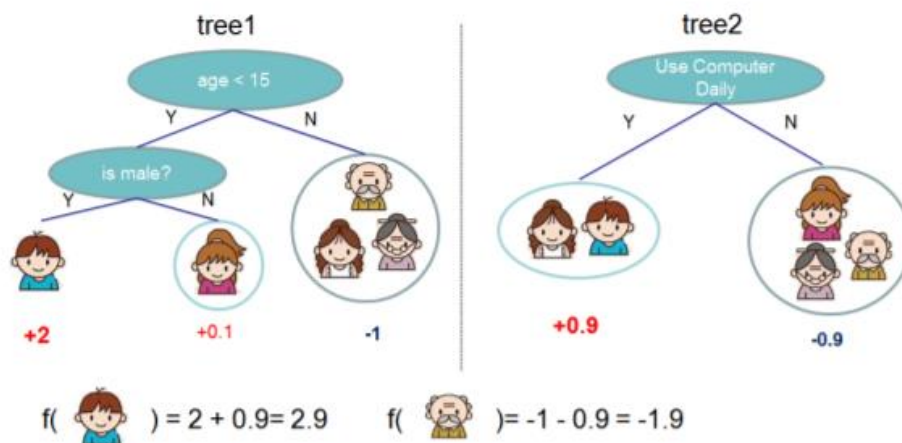 tree1
tree2
age < 15
Use Computer
Daily
Y
N
Y
N
is male?
Y
N
+2
+0.1
-1
+0.9
-0.9
f( ) = 2 + 0.9= 2.9
f( )= -1 - 0.9 = -1.9